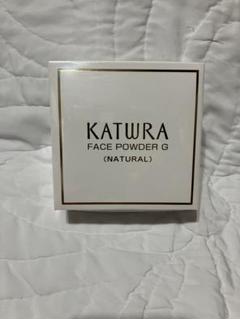 KATWRA
FACE POWDER G
(NATURAL)